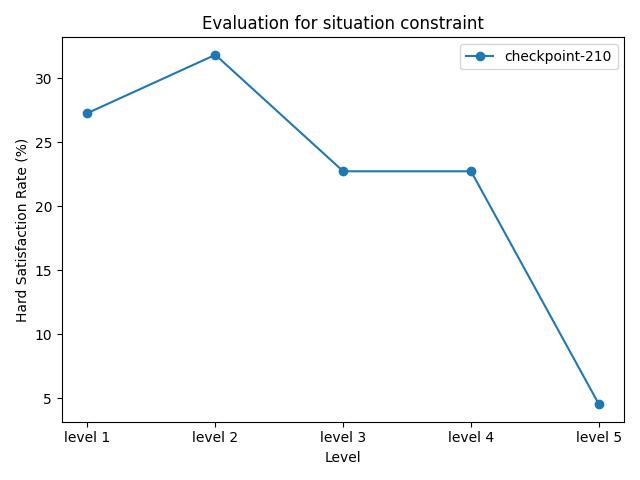 Evaluation for situation constraint
checkpoint-210
Hard Satisfaction Rate (%)
30
25
20
15
10
5
level 1 level 2 level 3 level 4 level 5
Level